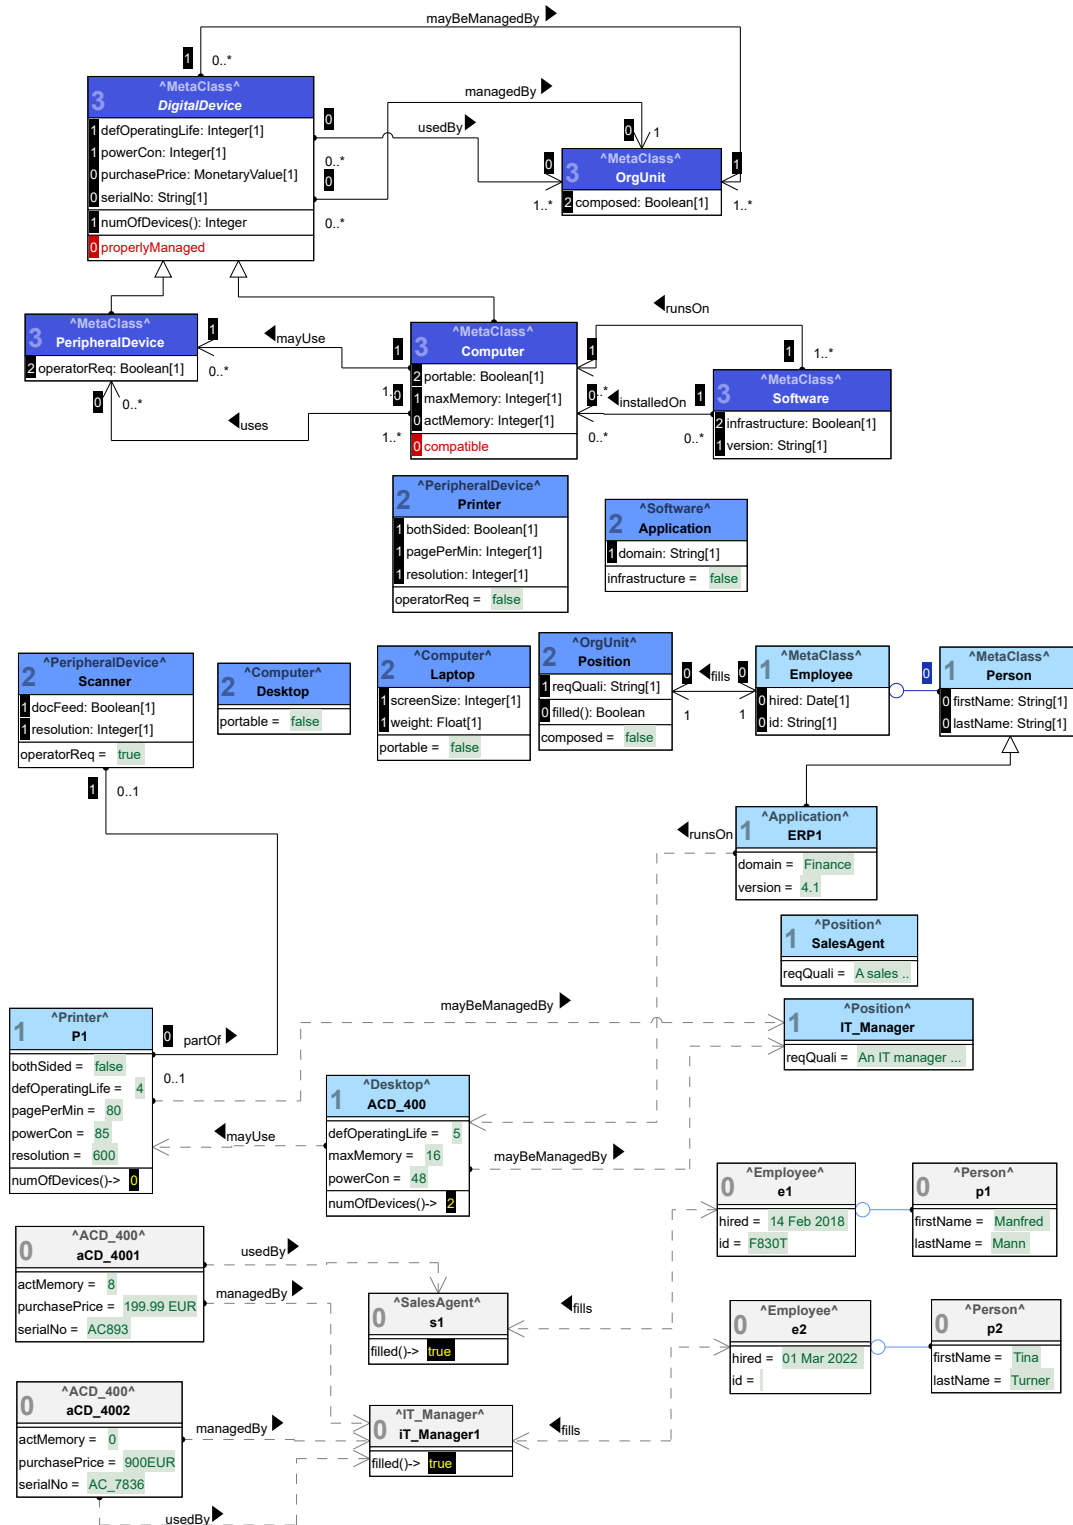 mayBeManagedBy
1
0..*
^MetaClass^
3
DigitalDevice
1 defOperatingLife: Integer[1]
1 powerCon: Integer[1]
0 purchasePrice: MonetaryValue[1]
0 serialNo: String[1]
1 numOfDevices(): Integer
0 properlyManaged
managedBy
0
usedBy
0..*
0
0..*
0
1
0
1
1..*
1..*
^MetaClass^
3
OrgUnit
2 composed: Boolean[1]
^MetaClass^
3
PeripheralDevice
2 operatorReq: Boolean[1]
1
mayUse
1
0..*
1..
0
0..*
uses
0
1..*
^MetaClass^
3
Computer
2 portable: Boolean[1]
1 maxMemory: Integer[1]
0 actMemory: Integer[1]
0 compatible
runsOn
1
1
1..*
0..*
0
installedOn
1
0..*
0..*
^MetaClass^
3
Software
2 infrastructure: Boolean[1]
1 version: String[1]
^PeripheralDevice^
2
Printer
1 bothSided: Boolean[1]
1 pagePerMin: Integer[1]
1 resolution: Integer[1]
operatorReq = false
^Software^
2
Application
1 domain: String[1]
infrastructure = false
^PeripheralDevice^
2
Scanner
1 docFeed: Boolean[1]
1 resolution: Integer[1]
operatorReq = true
^Computer^
2
Desktop
portable = false
^Computer^
2
Laptop
1 screenSize: Integer[1]
1 weight: Float[1]
portable = false
^OrgUnit^
2
Position
1 reqQuali: String[1]
0 filled(): Boolean
composed = false
0
fills
0
1
1
^MetaClass^
1
Employee
0 hired: Date[1]
0 id: String[1]
0
^MetaClass^
1
Person
0 firstName: String[1]
0 lastName: String[1]
1
0..1
runsOn
^Application^
1
ERP1
domain = Finance
version = 4.1
^Position^
1
SalesAgent
reqQuali = A sales ..
^Position^
1
IT_Manager
reqQuali = An IT manager ...
mayBeManagedBy
^Printer^
1
P1
bothSided = false
defOperatingLife = 4
pagePerMin = 80
powerCon = 85
resolution = 600
numOfDevices()-> 0
0
partOf
0..1
mayUse
^Desktop^
1
ACD_400
defOperatingLife = 5
maxMemory = 16
powerCon = 48
numOfDevices()-> 2
mayBeManagedBy
^Employee^
0
e1
hired = 14 Feb 2018
id = F830T
^Person^
0
p1
firstName = Manfred
lastName = Mann
^ACD_400^
0
aCD_4001
actMemory = 8
purchasePrice = 199.99 EUR
serialNo = AC893
usedBy
managedBy
^SalesAgent^
0
s1
filled()-> true
fills
^Employee^
0
e2
hired = 01 Mar 2022
id =
^Person^
0
p2
firstName = Tina
lastName = Turner
^ACD_400^
0
aCD_4002
actMemory = 0
purchasePrice = 900EUR
serialNo = AC_7836
managedBy
^IT_Manager^
0
iT_Manager1
filled()-> true
fills
usedBy